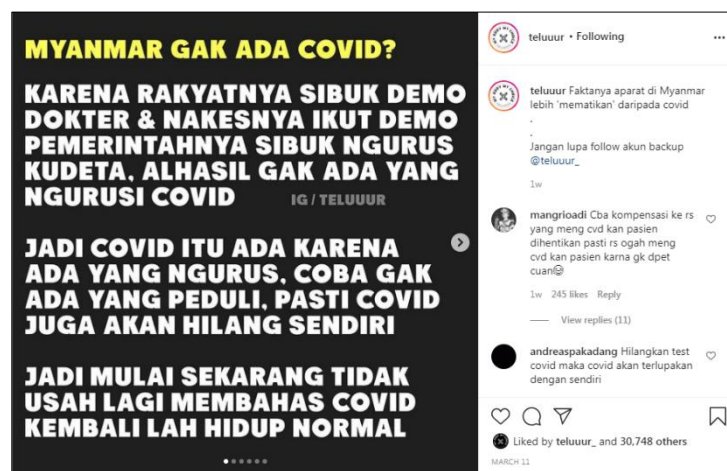 MYANMAR GAK ADA COVID?
KARENA RAKYATNYA SIBUK DEMO
DOKTER & NAKESNYA IKUT DEMO
PEMERINTAHNYA SIBUK NGURUS
KUDETA, ALHASIL GAK ADA YANG
NGURUSI COVID
IG / TELUUUR
JADI COVID ITU ADA KARENA
ADA YANG NGURUS, COBA GAK
ADA YANG PEDULI, PASTI COVID
JUGA AKAN HILANG SENDIRI
JADI MULAI SEKARANG TIDAK
USAH LAGI MEMBAHAS COVID
KEMBALI LAH HIDUP NORMAL
teluuur • Following
teluuur Faktanya aparat di Myanmar
lebih 'mematikan' daripada covid
.
.
Jangan lupa follow akun backup
@teluuur_
1w
mangrioadi Cba kompensasi ke rs
yang meng cvd kan pasien
dihentikan pasti rs ogah meng
cvd kan pasien karna gk dpet
cuan
1w 245 likes Reply
View replies (11)
andreaspakadang Hilangkan test
covid maka covid akan terlupakan
dengan sendiri
Liked by teluuur_ and 30,748 others
MARCH 11